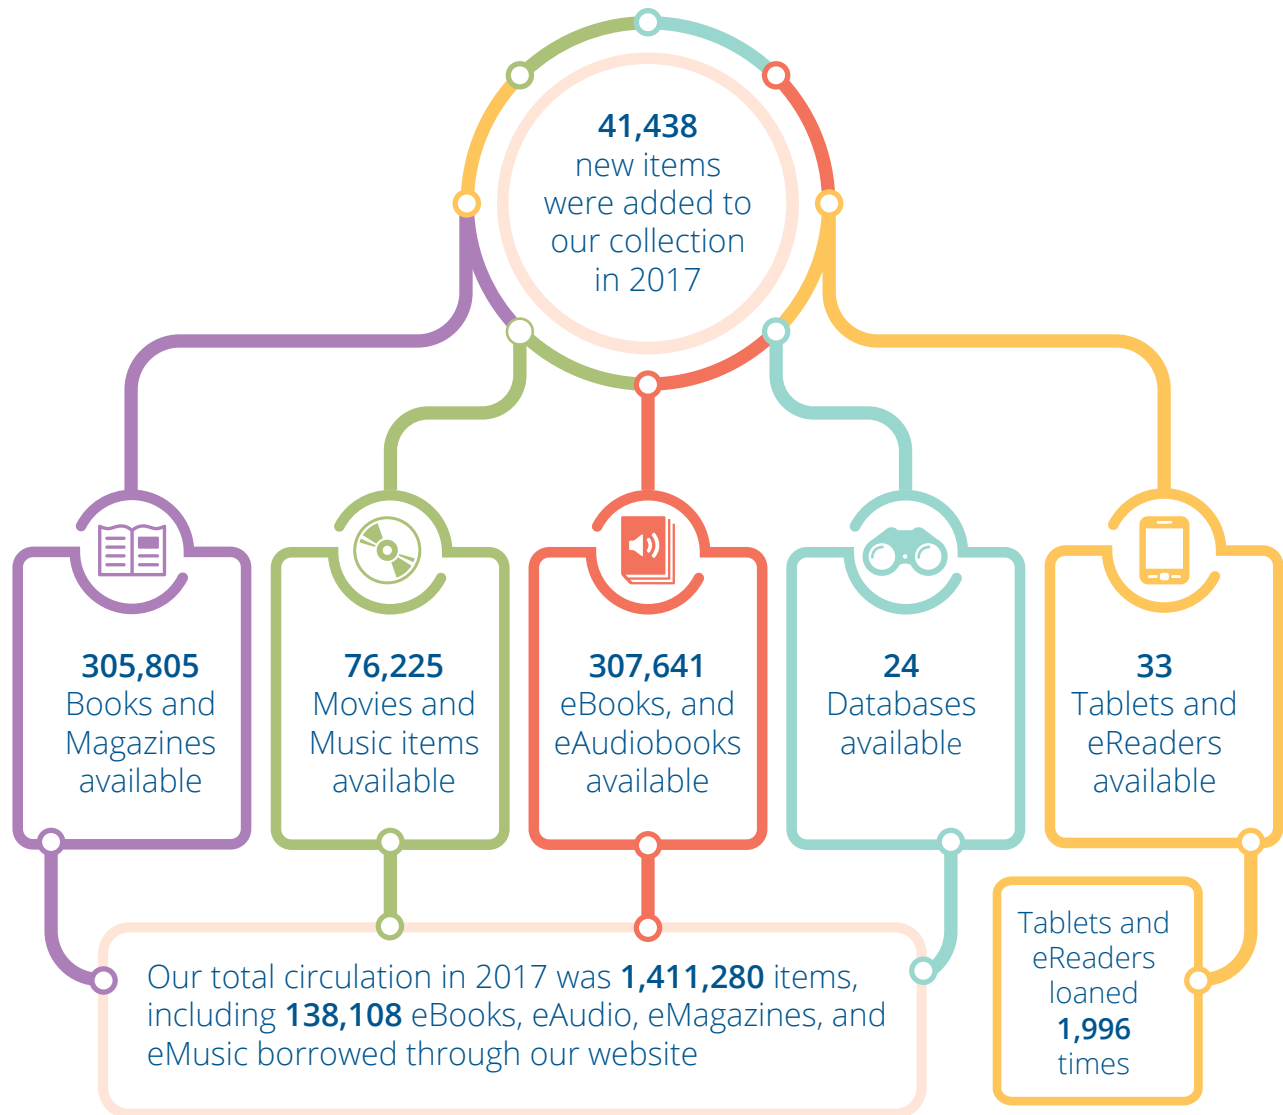 41,438
new items
were added to
our collection
in 2017
305,805
Books and
Magazines
available
76,225
Movies and
Music items
available
307,641
eBooks, and
eAudiobooks
available
24
Databases
available
33
Tablets and
eReaders
available
Our total circulation in 2017 was 1,411,280 items,
including 138,108 eBooks, eAudio, eMagazines, and
eMusic borrowed through our website
Tablets and
eReaders
loaned
1,996
times